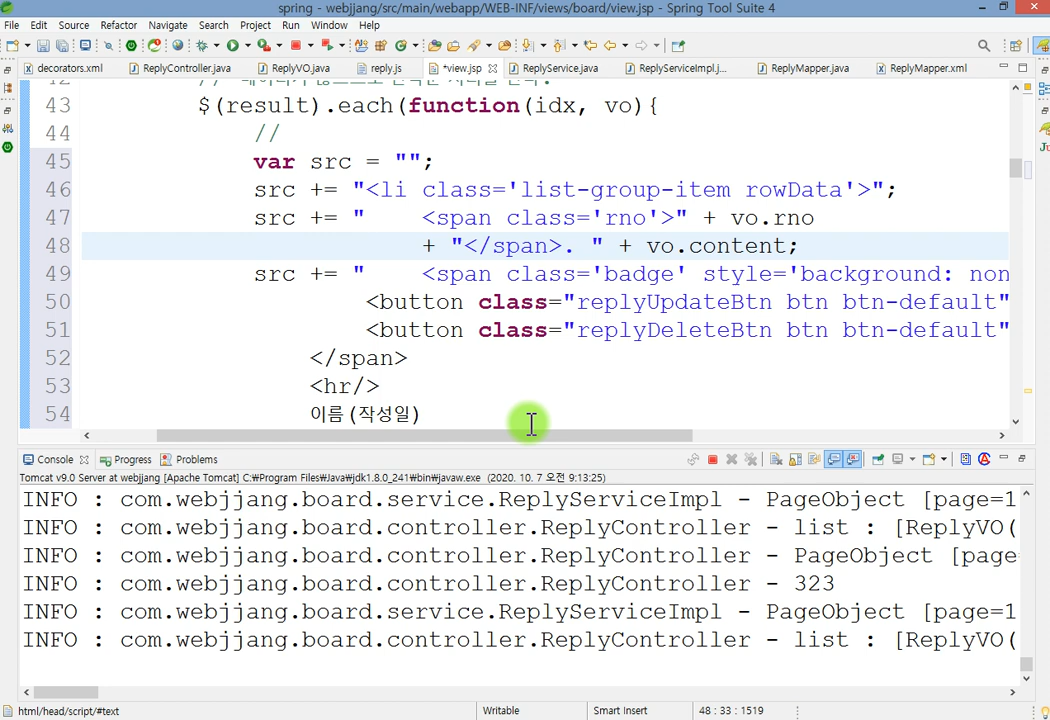 spring - webjjang/src/main/webapp/WEB-INF/views/board/view.jsp - Spring Tool Suite 4
File Edit Source Refactor Navigate Search Project Run Window Help
decorators.xml ReplyController.java ReplyVO.java reply.js *view.jsp ReplyService.java ReplyServiceImpl.j... ReplyMapper.java ReplyMapper.xml
43 $(result).each(function(idx, vo){
44 //
45 var src = "";
46 src += "<li class='list-group-item rowData'>";
47 src += " <span class='rno'>" + vo.rno
48 + "</span>. " + vo.content;
49 src += " <span class='badge' style='background: non
50 <button class="replyUpdateBtn btn btn-default"
51 <button class="replyDeleteBtn btn btn-default"
52 </span>
53 <hr/>
54 이름(작성일)
Console Progress Problems
Tomcat v9.0 Server at webjjang [Apache Tomcat] C:₩Program Files₩Java₩jdk1.8.0_241₩bin₩javaw.exe (2020. 10. 7 오전 9:13:25)
INFO : com.webjjang.board.service.ReplyServiceImpl - PageObject [page=1
INFO : com.webjjang.board.controller.ReplyController - list : [ReplyVO(
INFO : com.webjjang.board.controller.ReplyController - PageObject [page
INFO : com.webjjang.board.controller.ReplyController - 323
INFO : com.webjjang.board.service.ReplyServiceImpl - PageObject [page=1
INFO : com.webjjang.board.controller.ReplyController - list : [ReplyVO(
html/head/script/#text Writable Smart Insert 48 : 33 : 1519